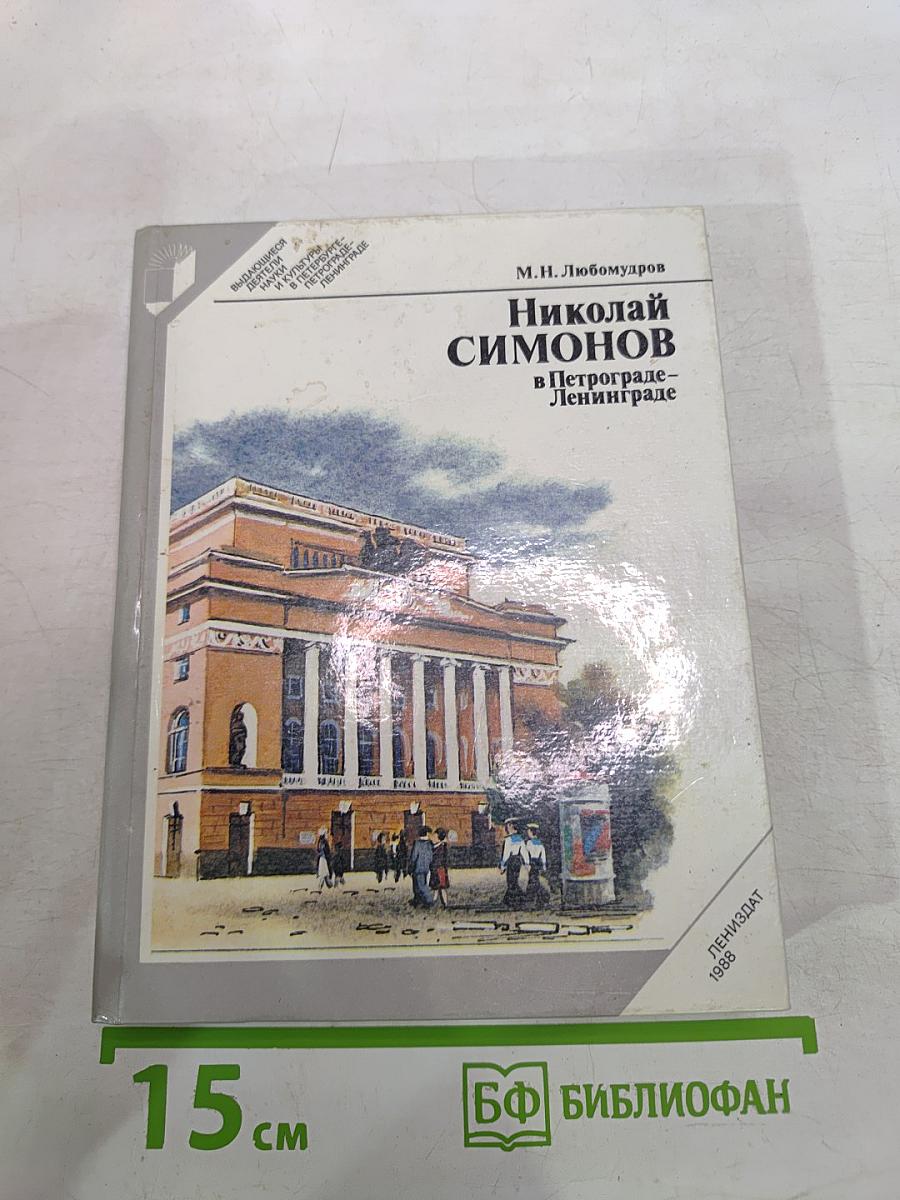 ВЫДАЮЩИЕСЯ
ДЕЯТЕЛИ
НАУКИ
И КУЛЬТУРЫ
В ПЕТЕРБУРГЕ–
ПЕТРОГРАДЕ–
ЛЕНИНГРАДЕ
М. Н. Любомудров
Николай
СИМОНОВ
в Петрограде–
Ленинграде
ЛЕНИЗДАТ
1988
15 см
БФ БИБЛИОФАН